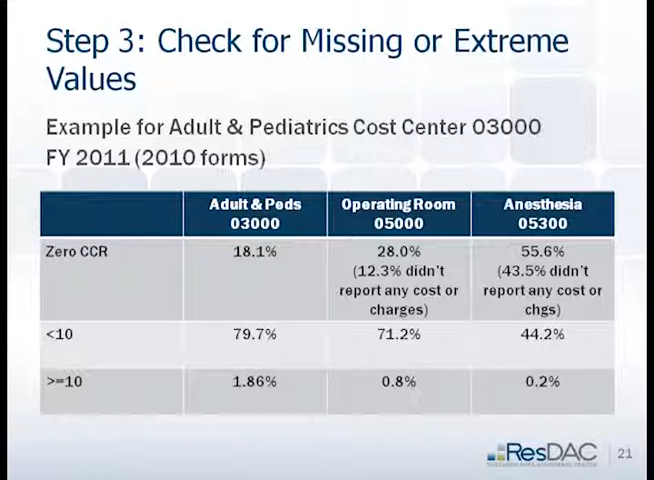 Step 3: Check for Missing or Extreme
Values
Example for Adult & Pediatrics Cost Center 03000
FY 2011 (2010 forms)
Adult & Peds
03000
Operating Room
05000
Anesthesia
05300
Zero CCR
18.1%
28.0%
(12.3% didn't
report any cost or
charges)
55.6%
(43.5% didn't
report any cost or
chgs)
<10
79.7%
71.2%
44.2%
>=10
1.86%
0.8%
0.2%
ResDAC
21